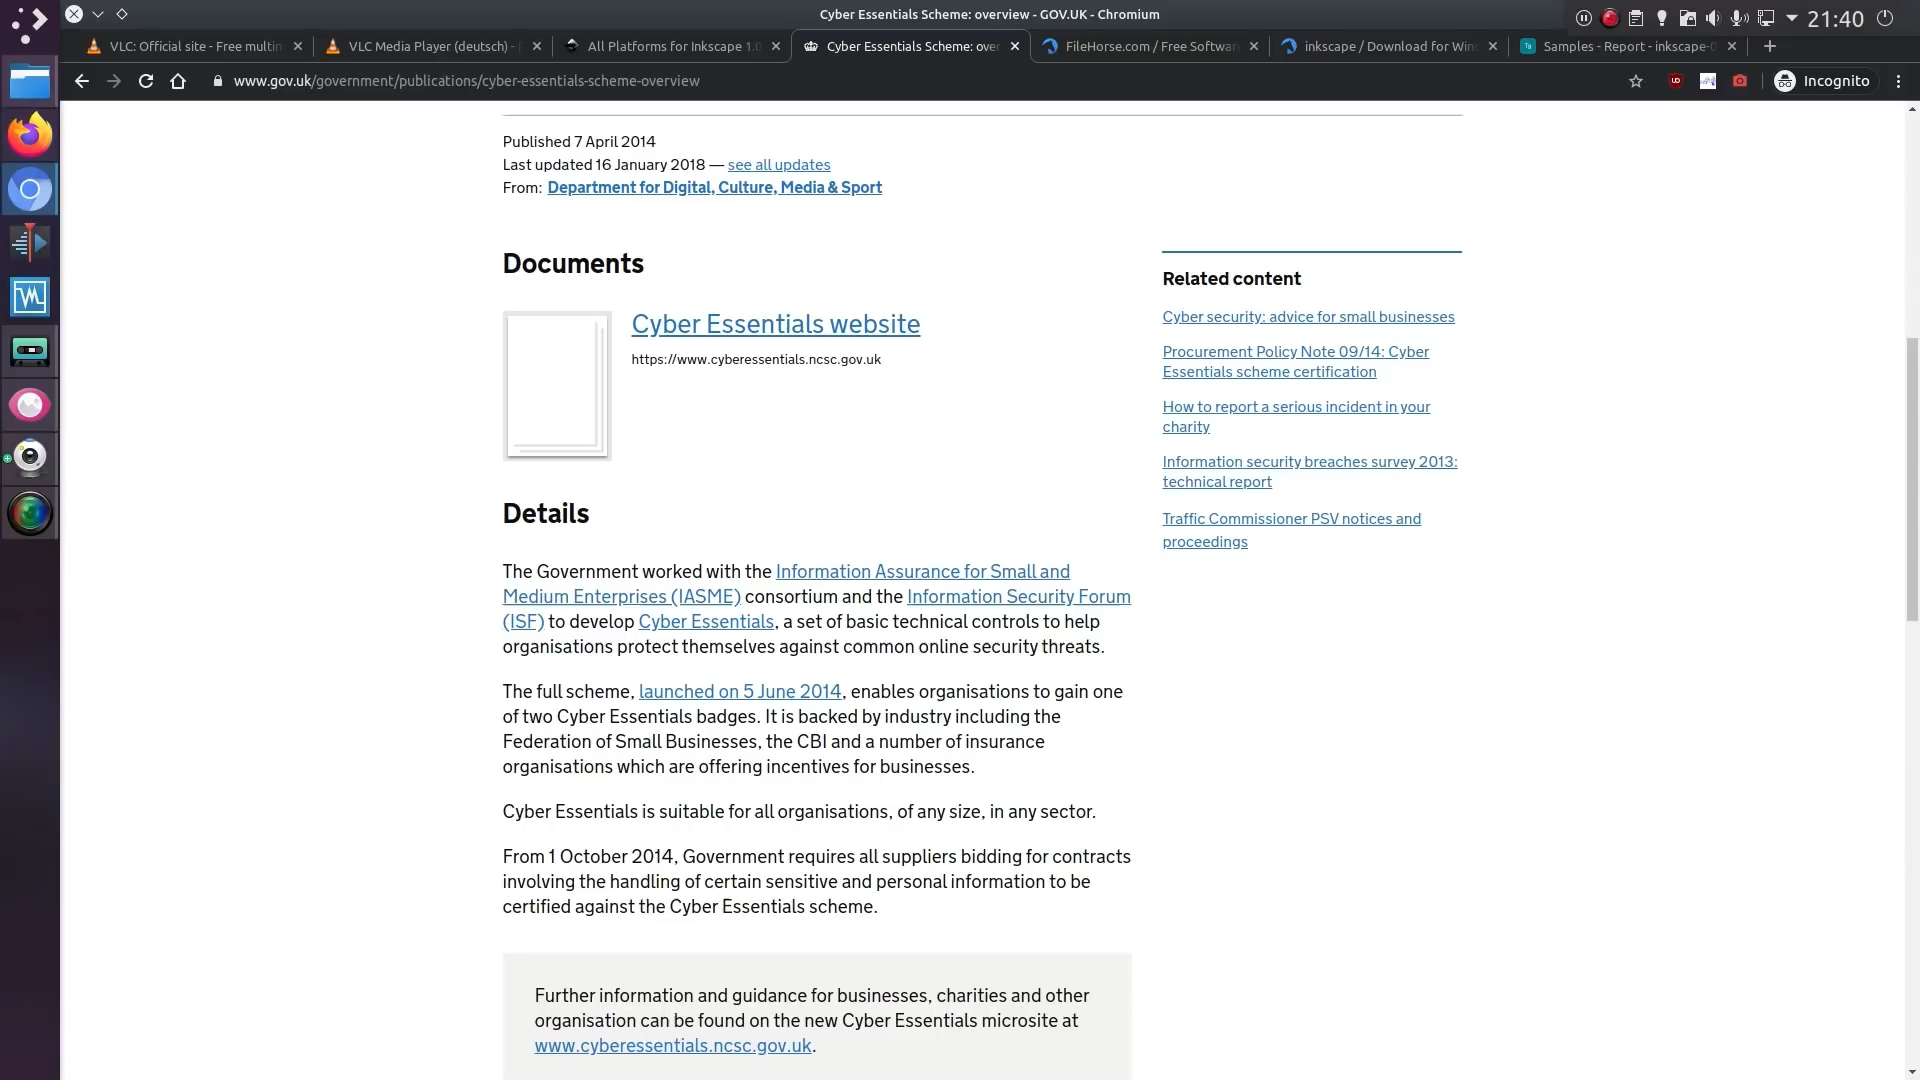 Cyber Essentials Scheme: overview - GOV.UK - Chromium
21:40
VLC: Official site - Free multim
VLC Media Player (deutsch) -
All Platforms for Inkscape 1.0
Cyber Essentials Scheme: over
FileHorse.com / Free Softwar
inkscape / Download for Win
Samples - Report - inkscape-0
www.gov.uk/government/publications/cyber-essentials-scheme-overview
Incognito
Published 7 April 2014
Last updated 16 January 2018 — see all updates
From: Department for Digital, Culture, Media & Sport
Documents
Cyber Essentials website
https://www.cyberessentials.ncsc.gov.uk
Details
The Government worked with the Information Assurance for Small and
Medium Enterprises (IASME) consortium and the Information Security Forum
(ISF) to develop Cyber Essentials, a set of basic technical controls to help
organisations protect themselves against common online security threats.
The full scheme, launched on 5 June 2014, enables organisations to gain one
of two Cyber Essentials badges. It is backed by industry including the
Federation of Small Businesses, the CBI and a number of insurance
organisations which are offering incentives for businesses.
Cyber Essentials is suitable for all organisations, of any size, in any sector.
From 1 October 2014, Government requires all suppliers bidding for contracts
involving the handling of certain sensitive and personal information to be
certified against the Cyber Essentials scheme.
Further information and guidance for businesses, charities and other
organisation can be found on the new Cyber Essentials microsite at
www.cyberessentials.ncsc.gov.uk.
Related content
Cyber security: advice for small businesses
Procurement Policy Note 09/14: Cyber
Essentials scheme certification
How to report a serious incident in your
charity
Information security breaches survey 2013:
technical report
Traffic Commissioner PSV notices and
proceedings